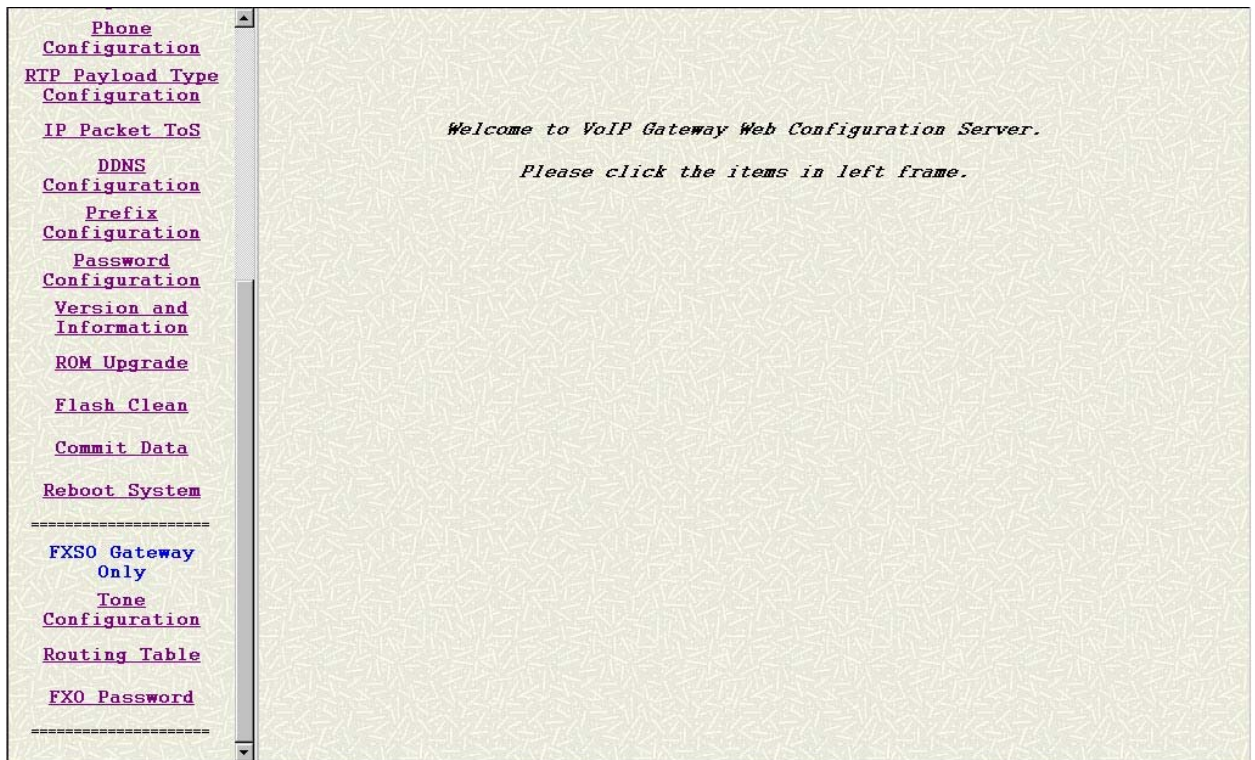 Phone
Configuration
RTP Payload Type
Configuration
IP Packet ToS
DDNS
Configuration
Prefix
Configuration
Password
Configuration
Version and
Information
ROM Upgrade
Flash Clean
Commit Data
Reboot System
=====================
FXSO Gateway
Only
Tone
Configuration
Routing Table
FXO Password
=====================
Welcome to VoIP Gateway Web Configuration Server.
Please click the items in left frame.